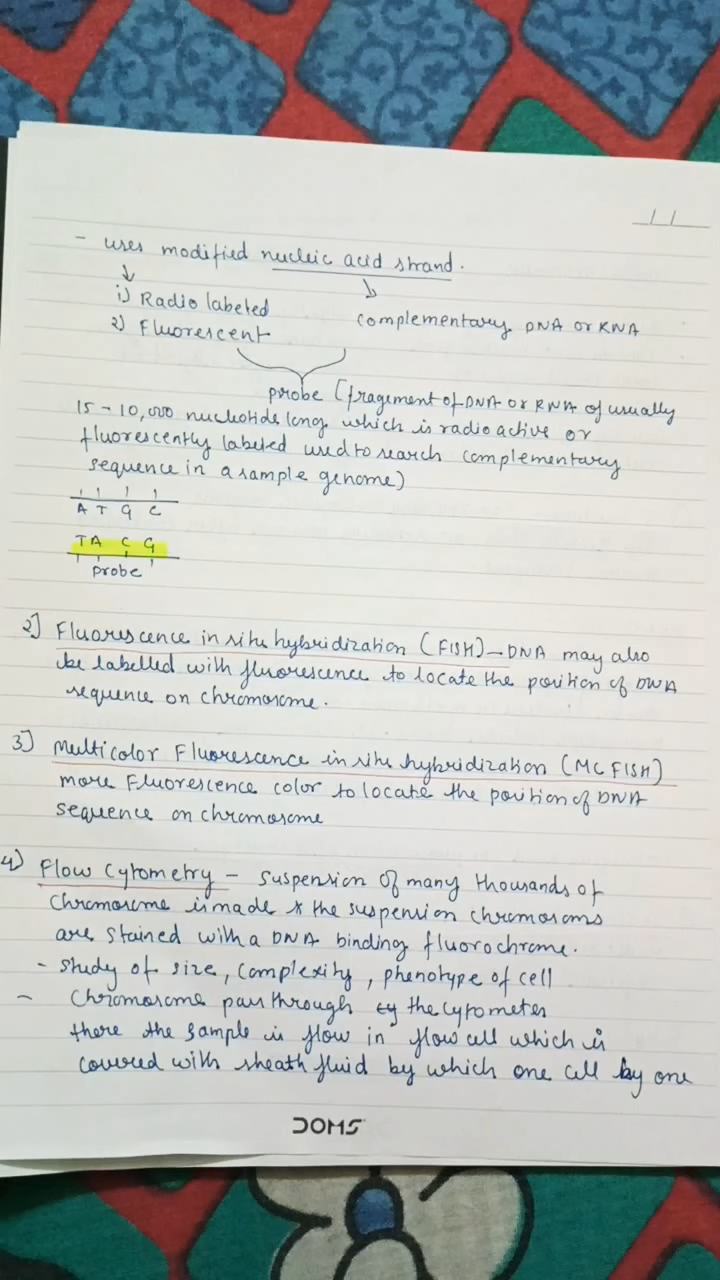 - uses modified nucleic acid strand.
↓ ↓
1) Radio labeled
2) Fluorescent
complementary DNA or RNA
probe (fragement of DNA or RNA of usually
15 - 10,000 nucleotide long which is radioactive or
fluorescently labeled used to search complementary
sequence in a sample genome)
A T G C
T A C G
probe
2] Fluorescence in situ hybridization (FISH) - DNA may also
be labelled with fluorescence to locate the position of DNA
sequence on chromosome.
3] Multicolor Fluorescence in situ hybridization (MCFISH)
more Fluorescence color to locate the position of DNA
sequence on chromosome
4) Flow Cytometry - Suspension of many thousands of
chromosome is made & the suspension chromosoms
are stained with a DNA binding fluorochrome.
- study of size, complexity, phenotype of cell
- Chromosome pass through the cytometer
there the sample is flow in flow cell which is
covered with sheath fluid by which one cell by one
DOMS